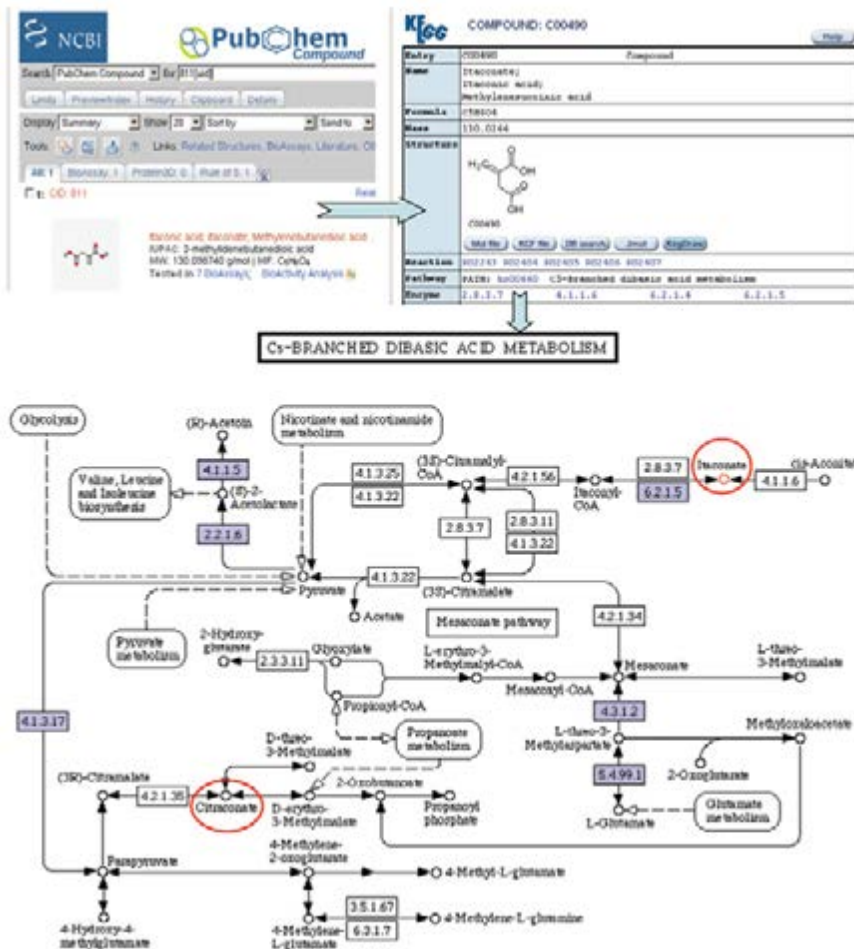 NCBI
PubChem
Compound
Search PubChem Compound for 811[uid]
Limits Preview/Index History Clipboard Details
Display Summary Show 20 Sort by Send to
Tools: Links: Related Structures, BioAssays, Literature,
All: 1 BioAssay: 1 Protein3D: 0 Rule of 5: 1
1: CID: 811
Itaconic acid, itaconate, Methylenebutanedioic acid
IUPAC: 2-methylidenebutanedioic acid
MW: 130.098740 g/mol | MF: C5H6O4
Tested in 7 BioAssays; BioActivity Analysis
KEGG
COMPOUND: C00490
Help
Entry C00490 Compound
Name Itaconate;
Itaconic acid;
Methylenesuccinic acid
Formula C5H6O4
Mass 130.0266
Structure
H2C
O
OH
O
OH
C00490
Mol file KCF file DB search Jmol KegDraw
Reaction R02243 R02404 R02405 R02406 R02407
Pathway PATH: C5-Branched dibasic acid metabolism
Enzyme 2.8.3.7 4.1.1.6 6.2.1.4 6.2.1.5
C5-BRANCHED DIBASIC ACID METABOLISM
Glycolysis
(R)-Acetoin
Nicotinate and nicotinamide
metabolism
4.1.1.5
Valine, Leucine
and Isoleucine
biosynthesis
(S)-2-
Acetolactate
2.2.1.6
4.1.3.25
4.1.3.22
(3S)-Citramalyl-
CoA
4.2.1.56
Itaconyl-
CoA
2.8.3.7
6.2.1.5
Itaconate
4.1.1.6
cis-Aconit
2.8.3.7
2.8.3.11
4.1.3.22
Pyruvate
4.1.3.22
(3S)-Citramalate
Acetate
Pyruvate
metabolism
Mesaconate pathway
4.2.1.34
2-Hydroxy-
glutarate
2.3.3.11
Glyoxylate
Propionyl-CoA
L-erythro-3-
Methylmalyl-CoA
Mesaconyl-CoA
Mesaconate
L-threo-
3-Methylmalate
4.1.3.17
4.3.1.2
L-threo-3-
Methylaspartate
Methyloxaloacetate
D-threo-
3-Methylmalate
Propanoate
metabolism
5.4.99.1
2-Oxoglutarate
(3R)-Citramalate
4.2.1.35
Citraconate
D-erythro-
3-Methylmalate
2-Oxobutanoate
Propanoyl
phosphate
L-Glutamate
Glutamate
metabolism
Parapyruvate
4-Methylene-
2-oxoglutarate
4-Methyl-L-glutamate
4-Hydroxy-4-
methylglutamate
4-Methylene-
L-glutamate
3.5.1.67
6.3.1.7
4-Methylene-L-glutamine